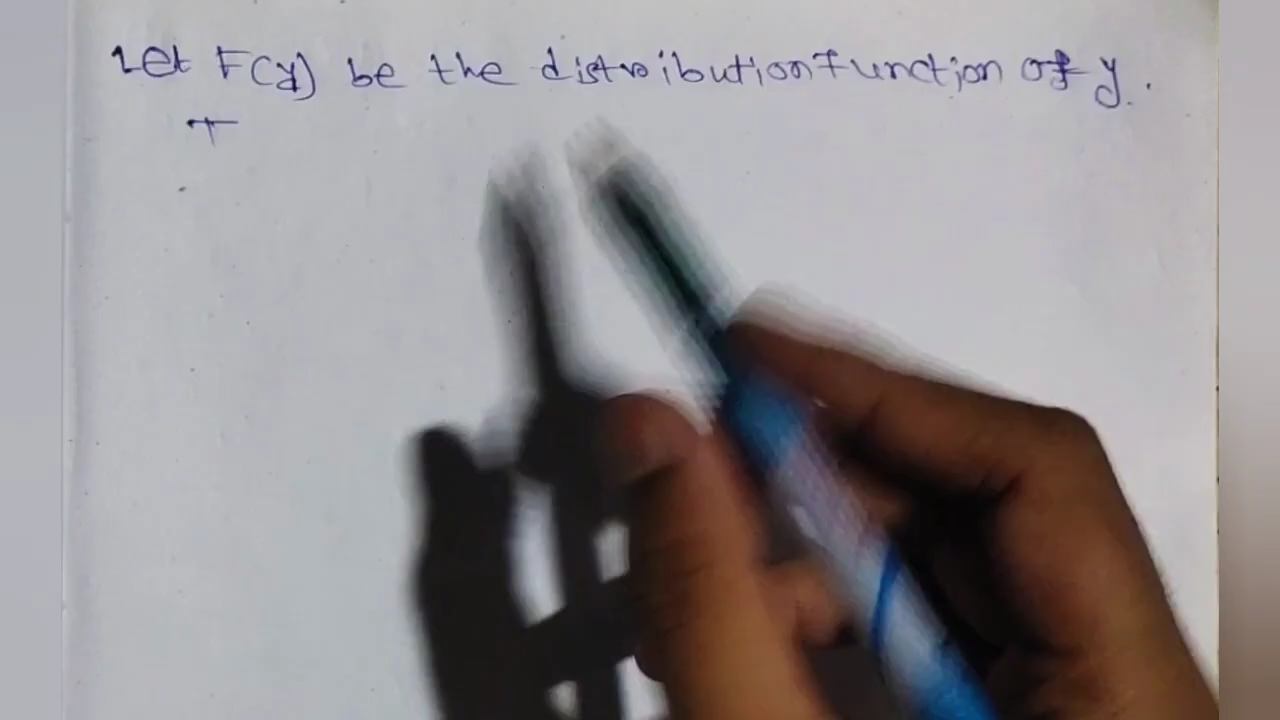 Let F(y) be the distribution function of y.
T